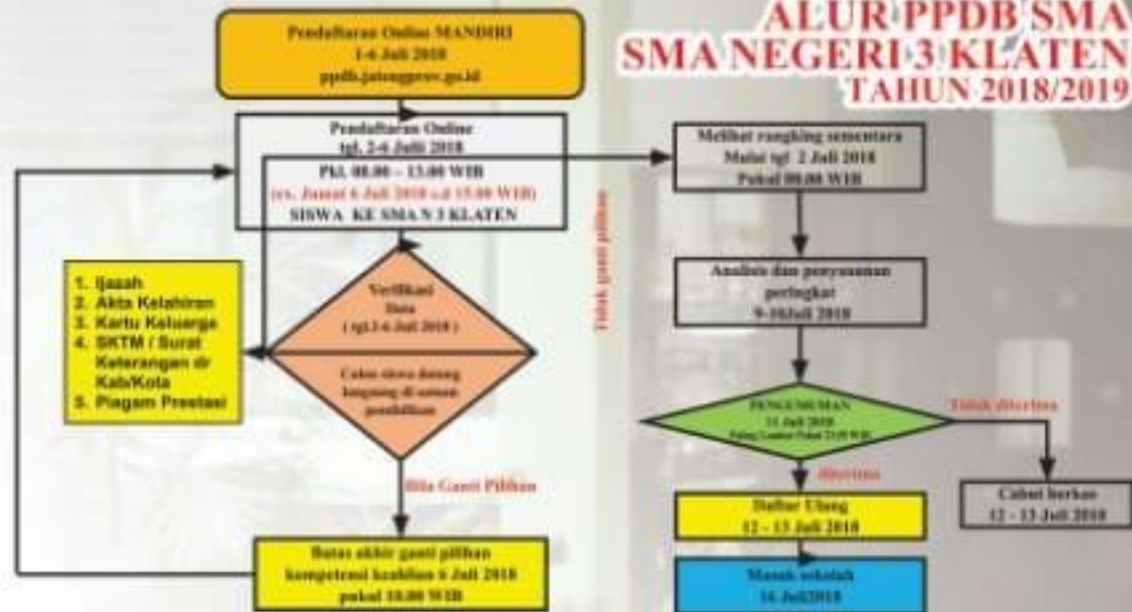 ALUR PPDB SMA
SMA NEGERI 3 KLATEN
TAHUN 2018/2019
Pendaftaran Online MANDIRI
1-6 Juli 2018
ppdb.jatengprov.go.id
Pendaftaran Online
tgl. 2-6 Juli 2018
Pkl. 08.00 – 13.00 WIB
(ex. Jumat 6 Juli 2018 s.d 15.00 WIB)
SISWA KE SMA N 3 KLATEN
1. Ijasah
2. Akta Kelahiran
3. Kartu Keluarga
4. SKTM / Surat
Keterangan dr
Kab/Kota
5. Piagam Prestasi
Verifikasi
Data
( tgl.2-6 Juli 2018 )
Calon siswa datang
langsung di satuan
pendidikan
Bila Ganti Pilihan
Batas akhir ganti pilihan
kompetensi keahlian 6 Juli 2018
pukul 10.00 WIB
Tidak ganti pilihan
Melihat rangking sementara
Mulai tgl 2 Juli 2018
Pukul 08.00 WIB
Analisis dan penyusunan
peringkat
9-10Juli 2018
PENGUMUMAN
11 Juli 2018
Paling Lambat Pukul WIB
Tidak diterima
diterima
Daftar Ulang
12 - 13 Juli 2018
Cabut berkas
12 - 13 Juli 2018
Masuk sekolah
16 Juli2018